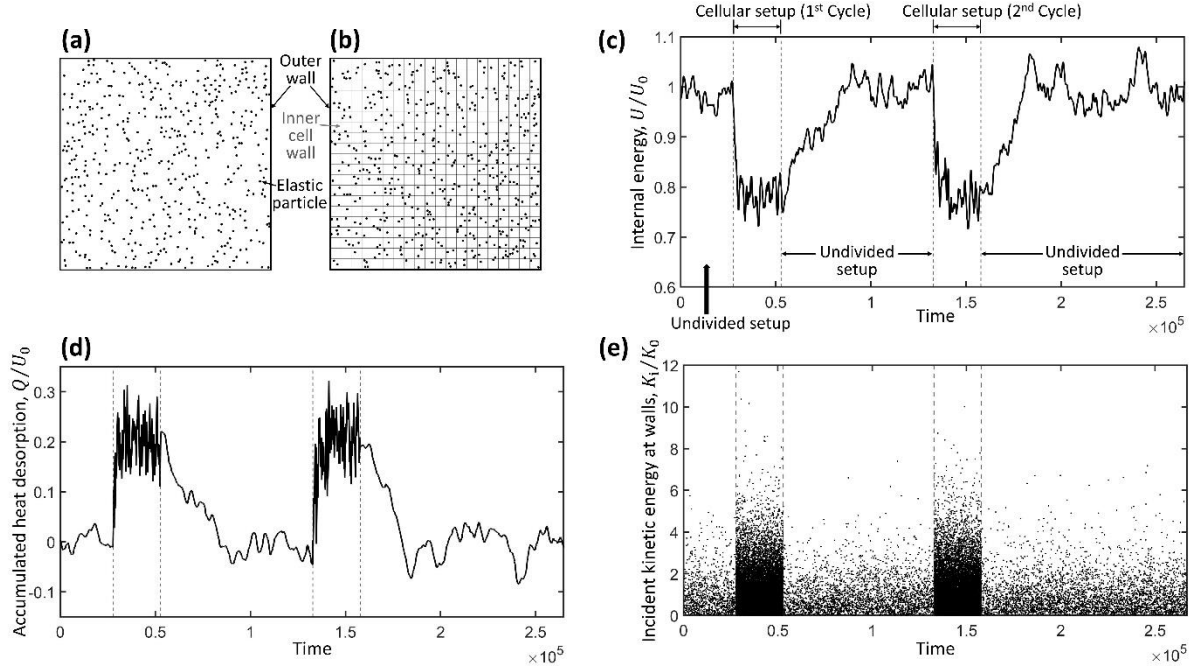 Cellular setup (1st Cycle)
Cellular setup (2nd Cycle)
(a)
(b)
Outer
wall
Inner
cell
wall
Elastic
particle
(c)
Internal energy, U/U0
1.1
1
0.9
0.8
0.7
0.6
Undivided
setup
Undivided
setup
0
0.5
1
1.5
2
2.5
Time
×10^5
Undivided setup
(d)
Accumulated heat desorption, Q/U0
0.3
0.2
0.1
0
-0.1
0
0.5
1
1.5
2
2.5
Time
×10^5
(e)
Incident kinetic energy at walls, Ki/K0
12
10
8
6
4
2
0
0
0.5
1
1.5
2
2.5
Time
×10^5